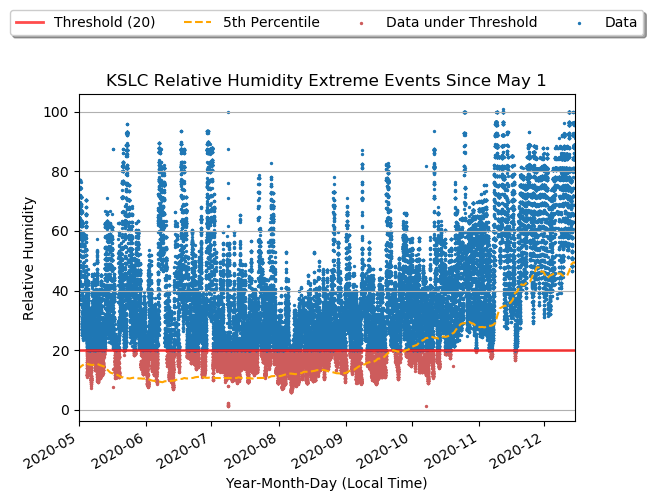 Threshold (20) 5th Percentile Data under Threshold Data
KSLC Relative Humidity Extreme Events Since May 1
100
80
60
40
20
0
Relative Humidity
2020-05 2020-06 2020-07 2020-08 2020-09 2020-10 2020-11 2020-12
Year-Month-Day (Local Time)